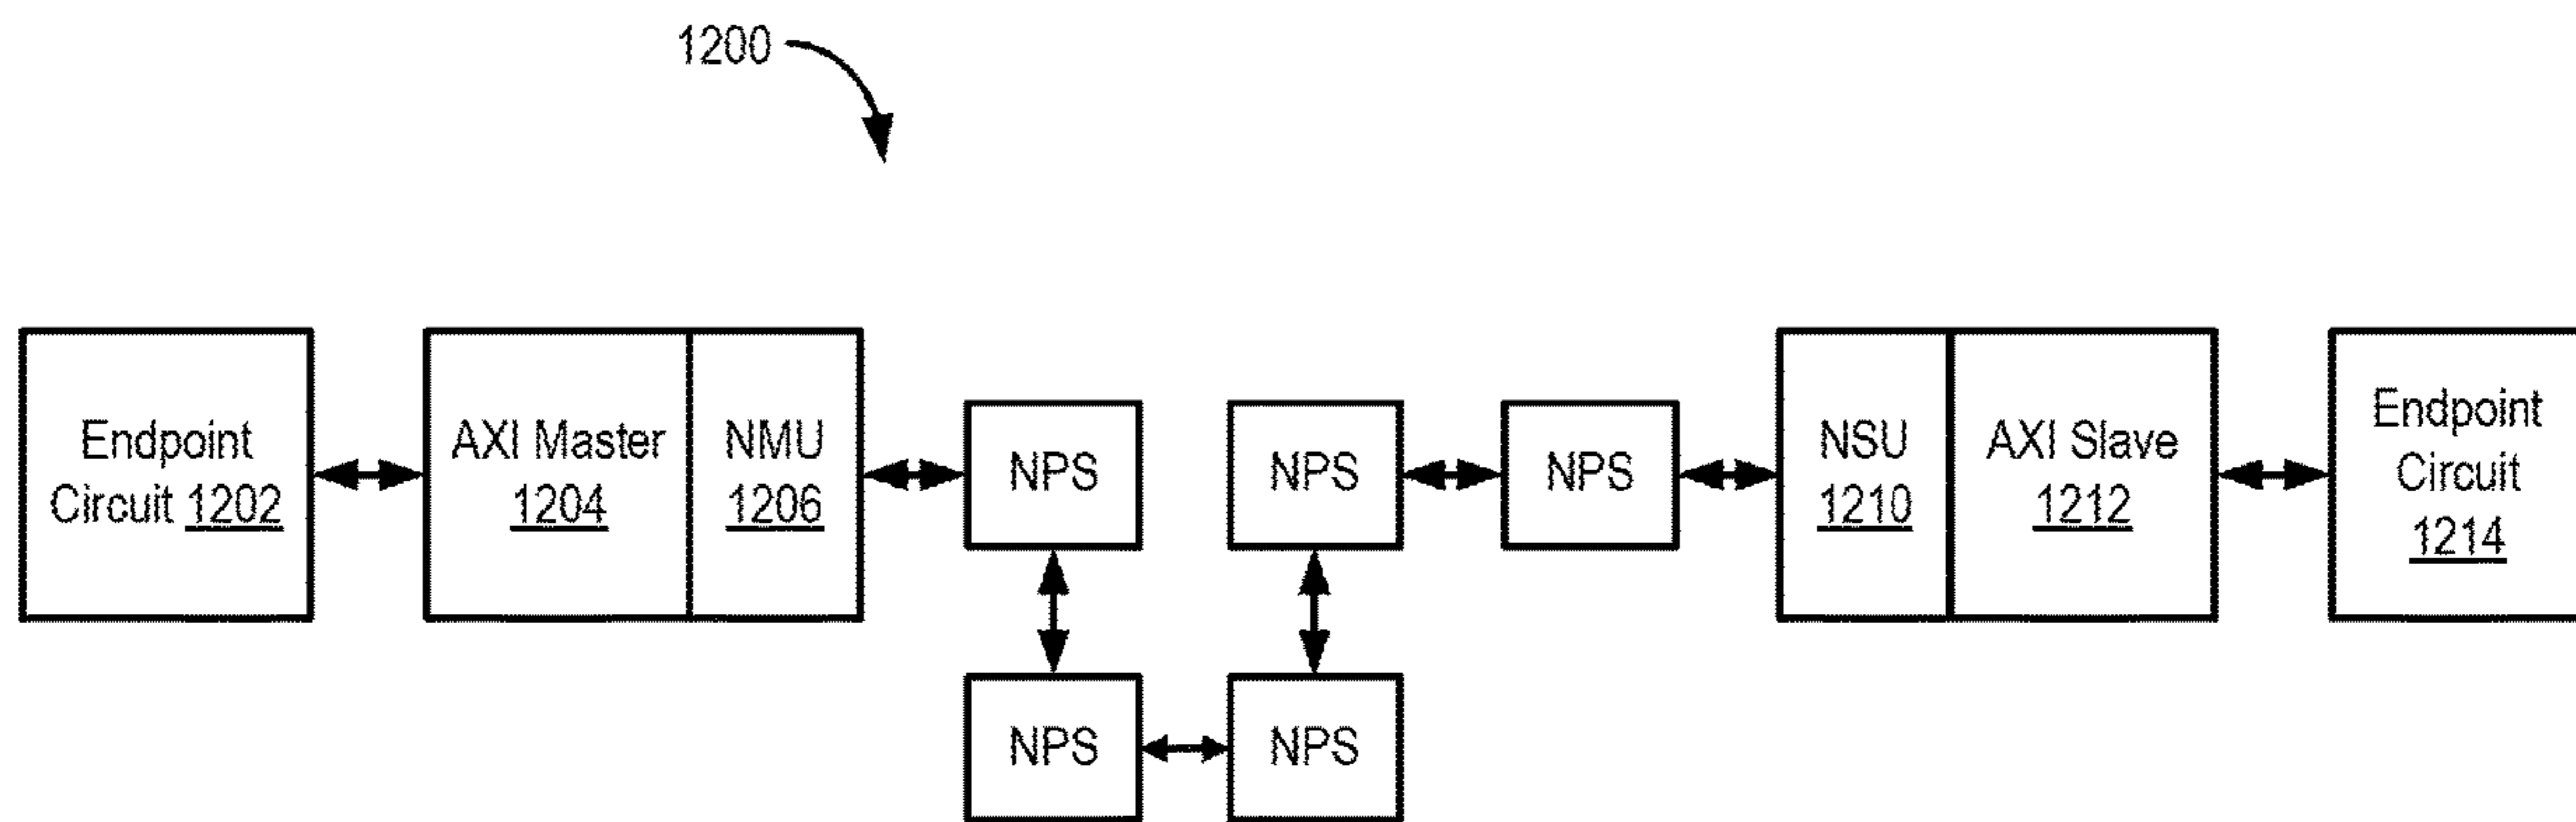 1200
Endpoint
Circuit 1202
AXI Master
1204
NMU
1206
NPS
NPS
NPS
NPS
NPS
NSU
1210
AXI Slave
1212
Endpoint
Circuit
1214